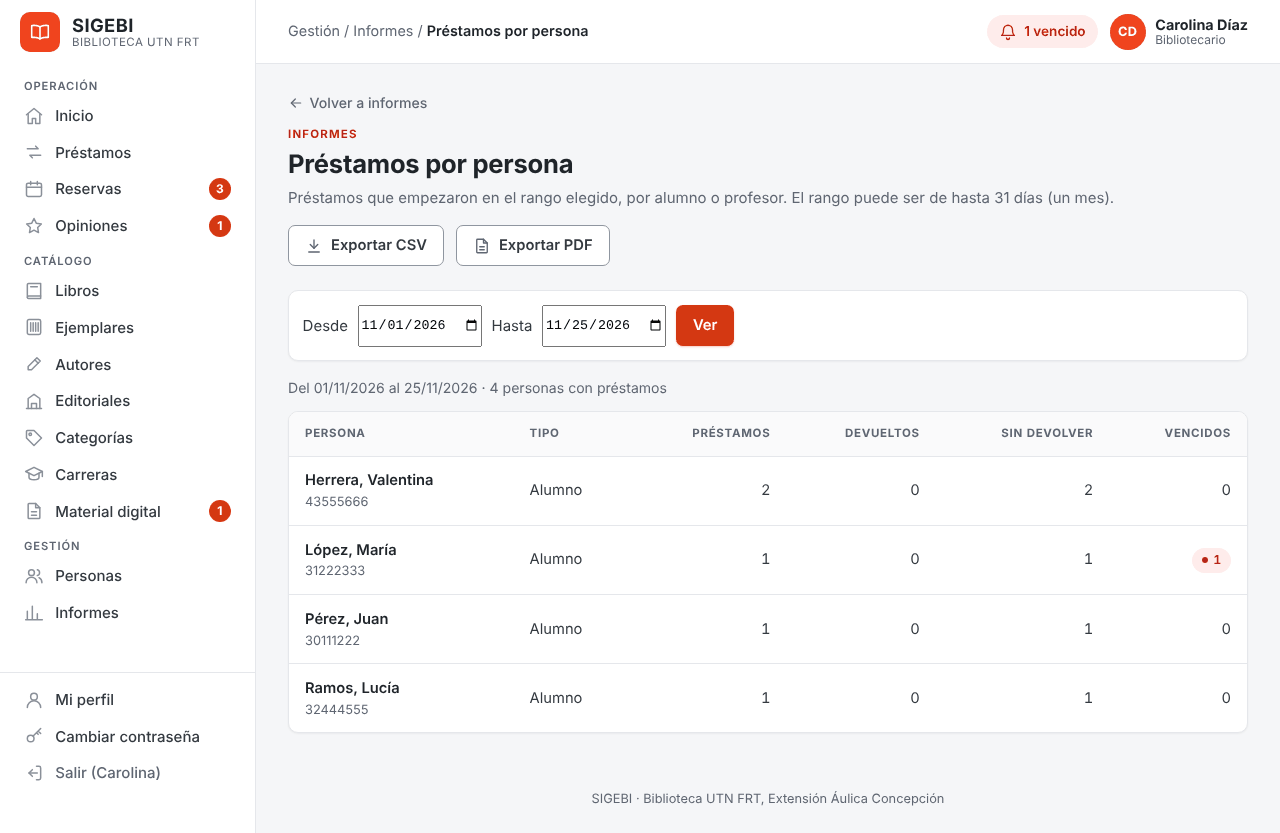 SIGEBI
BIBLIOTECA UTN FRT
OPERACIÓN
Inicio
Préstamos
Reservas 3
Opiniones 1
CATÁLOGO
Libros
Ejemplares
Autores
Editoriales
Categorías
Carreras
Material digital 1
GESTIÓN
Personas
Informes
Mi perfil
Cambiar contraseña
Salir (Carolina)
Gestión / Informes / Préstamos por persona
1 vencido
CD
Carolina Díaz
Bibliotecario
Volver a informes
INFORMES
Préstamos por persona
Préstamos que empezaron en el rango elegido, por alumno o profesor. El rango puede ser de hasta 31 días (un mes).
Exportar CSV Exportar PDF
Desde 11/01/2026 Hasta 11/25/2026 Ver
Del 01/11/2026 al 25/11/2026 · 4 personas con préstamos
PERSONA TIPO PRÉSTAMOS DEVUELTOS SIN DEVOLVER VENCIDOS
Herrera, Valentina
43555666
Alumno 2 0 2 0
López, María
31222333
Alumno 1 0 1 1
Pérez, Juan
30111222
Alumno 1 0 1 0
Ramos, Lucía
32444555
Alumno 1 0 1 0
SIGEBI · Biblioteca UTN FRT, Extensión Áulica Concepción